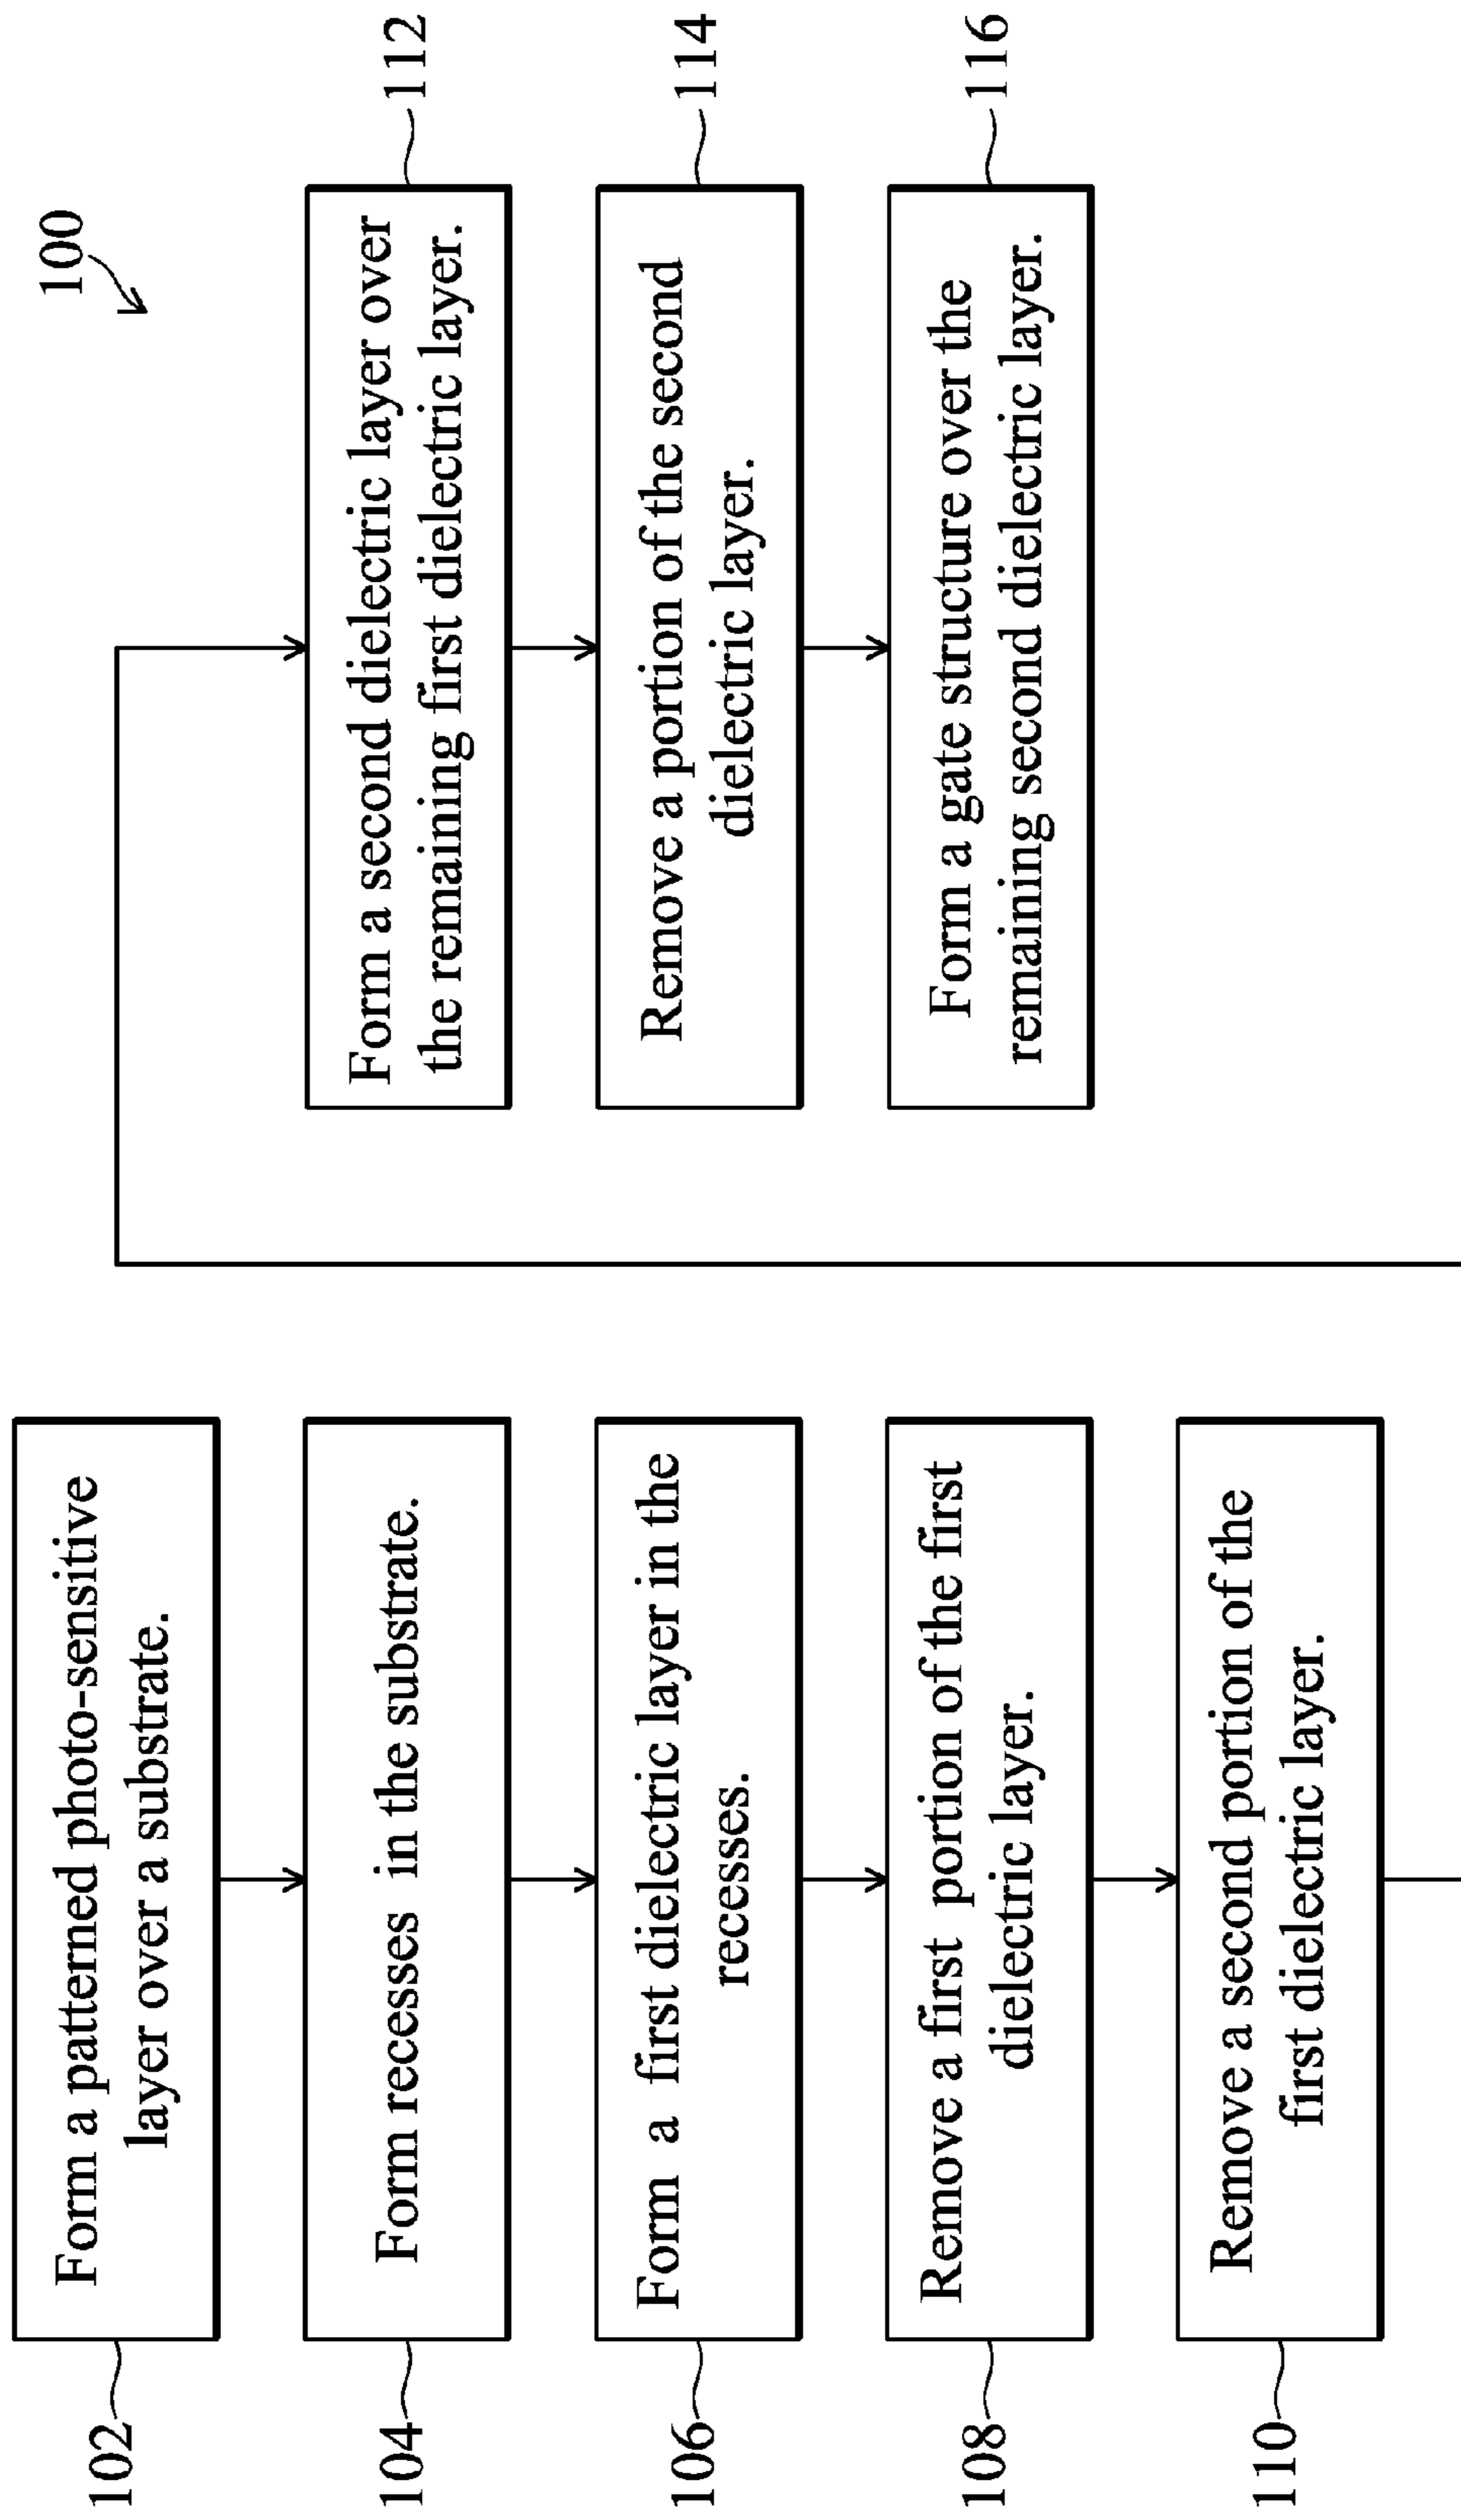 100
102
Form a patterned photo-sensitive
layer over a substrate.
104
Form recesses in the substrate.
106
Form a first dielectric layer in the
recesses.
108
Remove a first portion of the first
dielectric layer.
110
Remove a second portion of the
first dielectric layer.
Form a second dielectric layer over
the remaining first dielectric layer.
112
Remove a portion of the second
dielectric layer.
114
Form a gate structure over the
remaining second dielectric layer.
116